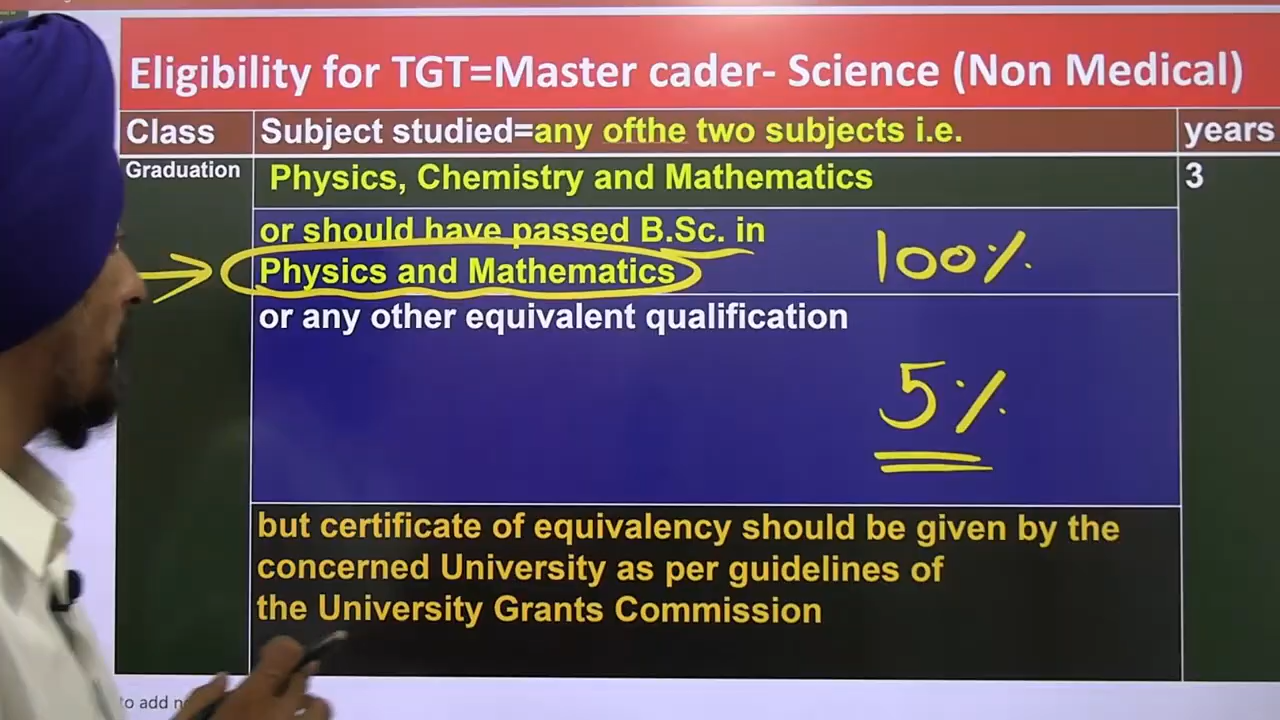 Eligibility for TGT=Master cader- Science (Non Medical)
Class Subject studied=any ofthe two subjects i.e. years
Graduation Physics, Chemistry and Mathematics 3
or should have passed B.Sc. in
Physics and Mathematics 100%
or any other equivalent qualification
5%
but certificate of equivalency should be given by the
concerned University as per guidelines of
the University Grants Commission
to add